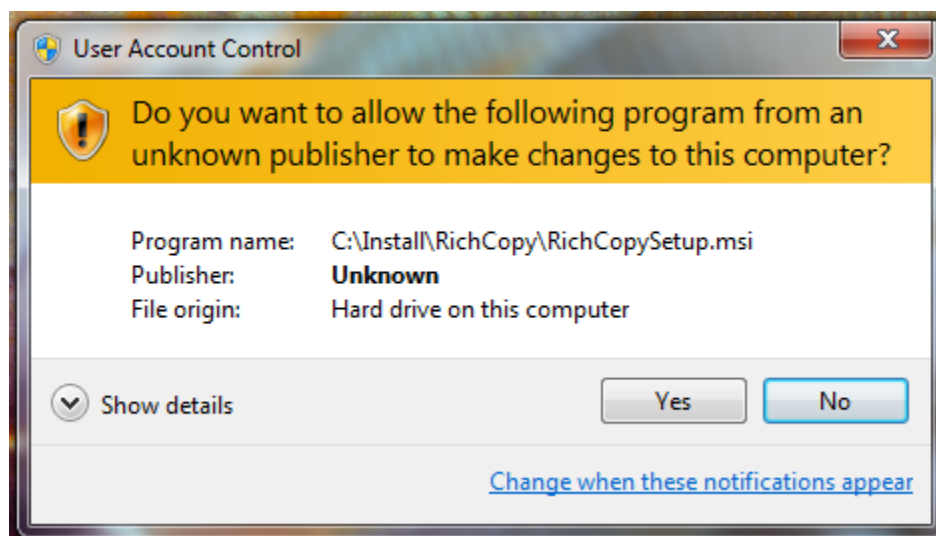 User Account Control
Do you want to allow the following program from an
unknown publisher to make changes to this computer?
Program name: C:\Install\RichCopy\RichCopySetup.msi
Publisher: Unknown
File origin: Hard drive on this computer
Show details Yes No
Change when these notifications appear